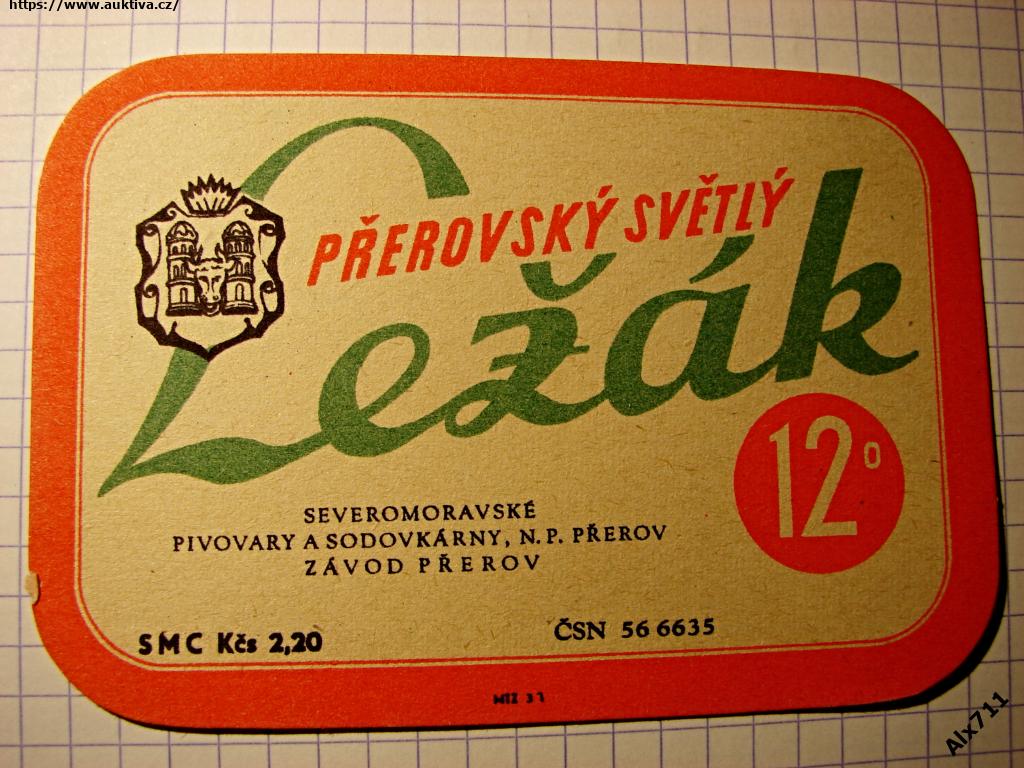 https://www.auktiva.cz/
PŘEROVSKÝ SVĚTLÝ
Ležák
12°
SEVEROMORAVSKÉ
PIVOVARY A SODOVKÁRNY, N. P. PŘEROV
ZÁVOD PŘEROV
SMC Kčs 2,20
ČSN 56 6635
Alx711